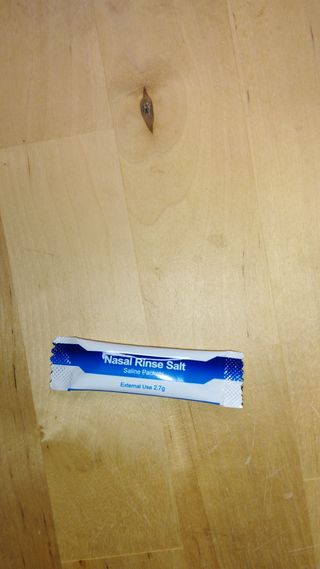 Nasal Rinse Salt
Saline Packets
External Use 2.7g